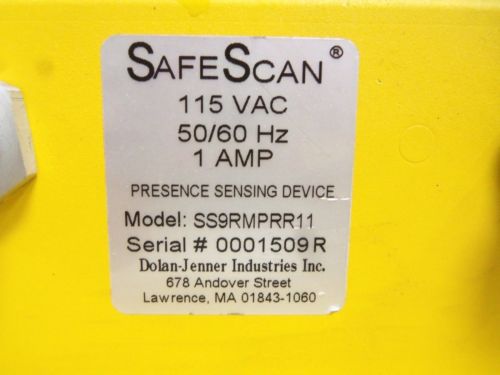 SAFESCAN®
115 VAC
50/60 Hz
1 AMP
PRESENCE SENSING DEVICE
Model: SS9RMPRR11
Serial # 0001509R
Dolan-Jenner Industries Inc.
678 Andover Street
Lawrence, MA 01843-1060